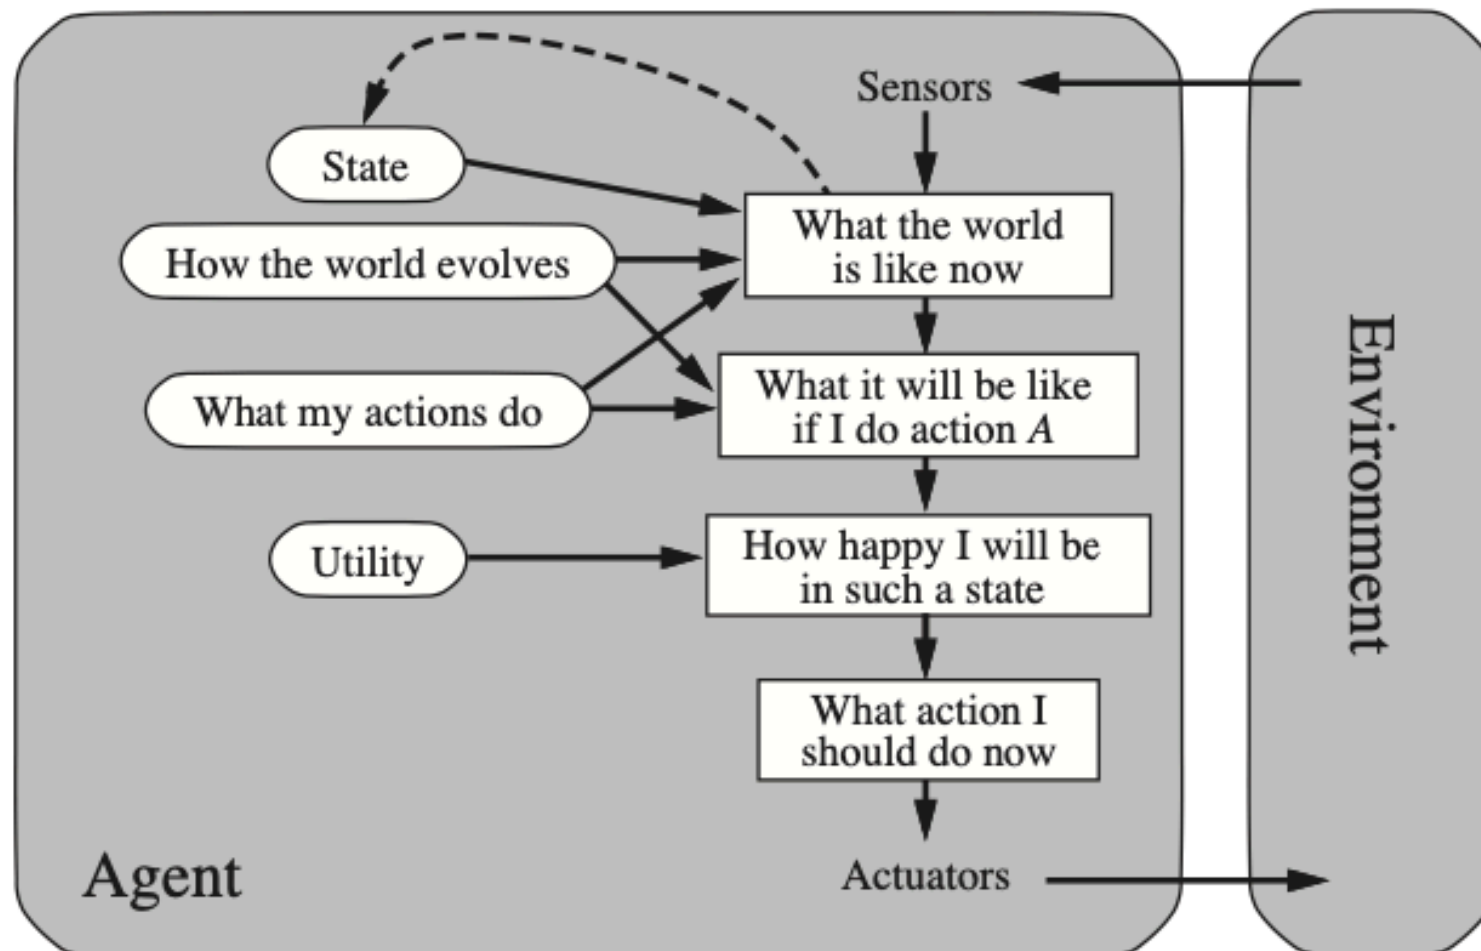 Sensors
State
What the world
is like now
How the world evolves
What it will be like
if I do action A
What my actions do
How happy I will be
in such a state
Utility
What action I
should do now
Agent
Actuators
Environment